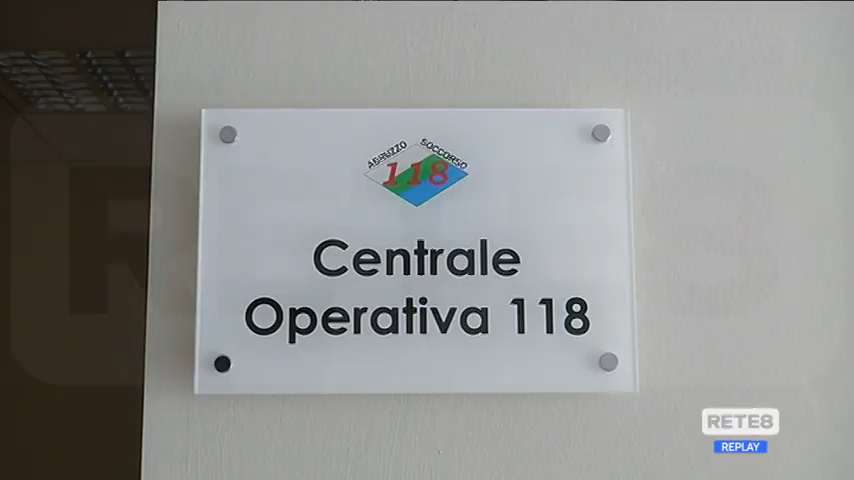 ABRUZZO SOCCORSO
118
Centrale
Operativa 118
RETE8
REPLAY